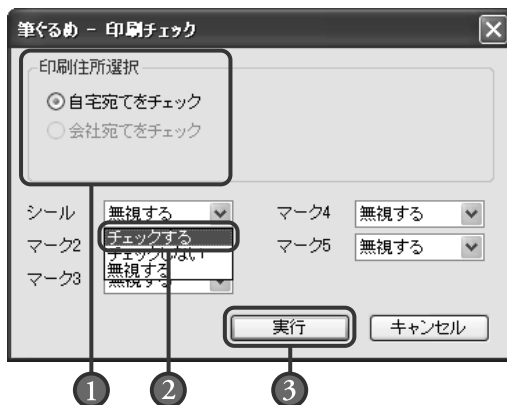 筆ぐるめ - 印刷チェック
印刷住所選択
自宅宛てをチェック
会社宛てをチェック
シール 無視する マーク4 無視する
マーク2 チェックする マーク5 無視する
チェックしない
マーク3 無視する
無視する
実行 キャンセル
1 2 3